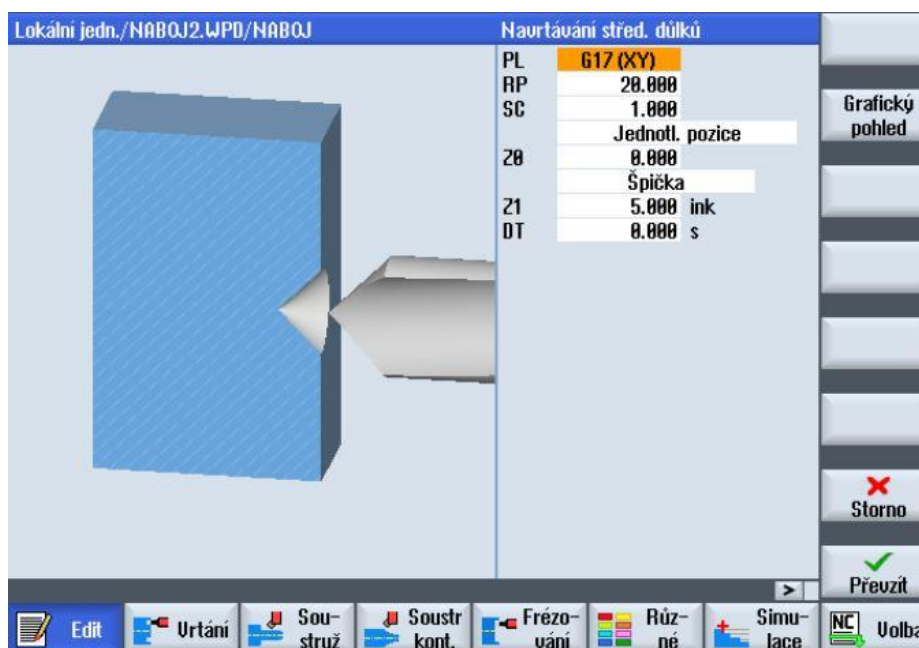 Lokální jedn./NABOJ2.WPD/NABOJ
Navrtávání střed. důlků
PL G17 (XY)
RP 20.000
SC 1.000
Jednotl. pozice
Z0 0.000
Špička
Z1 5.000 ink
DT 0.000 s
Grafický
pohled
Storno
Převzít
>
Edit
Vrtání
Sou-
struž
Soustr
kont.
Frézo-
vání
Růz-
né
Simu-
lace
NC
Volba